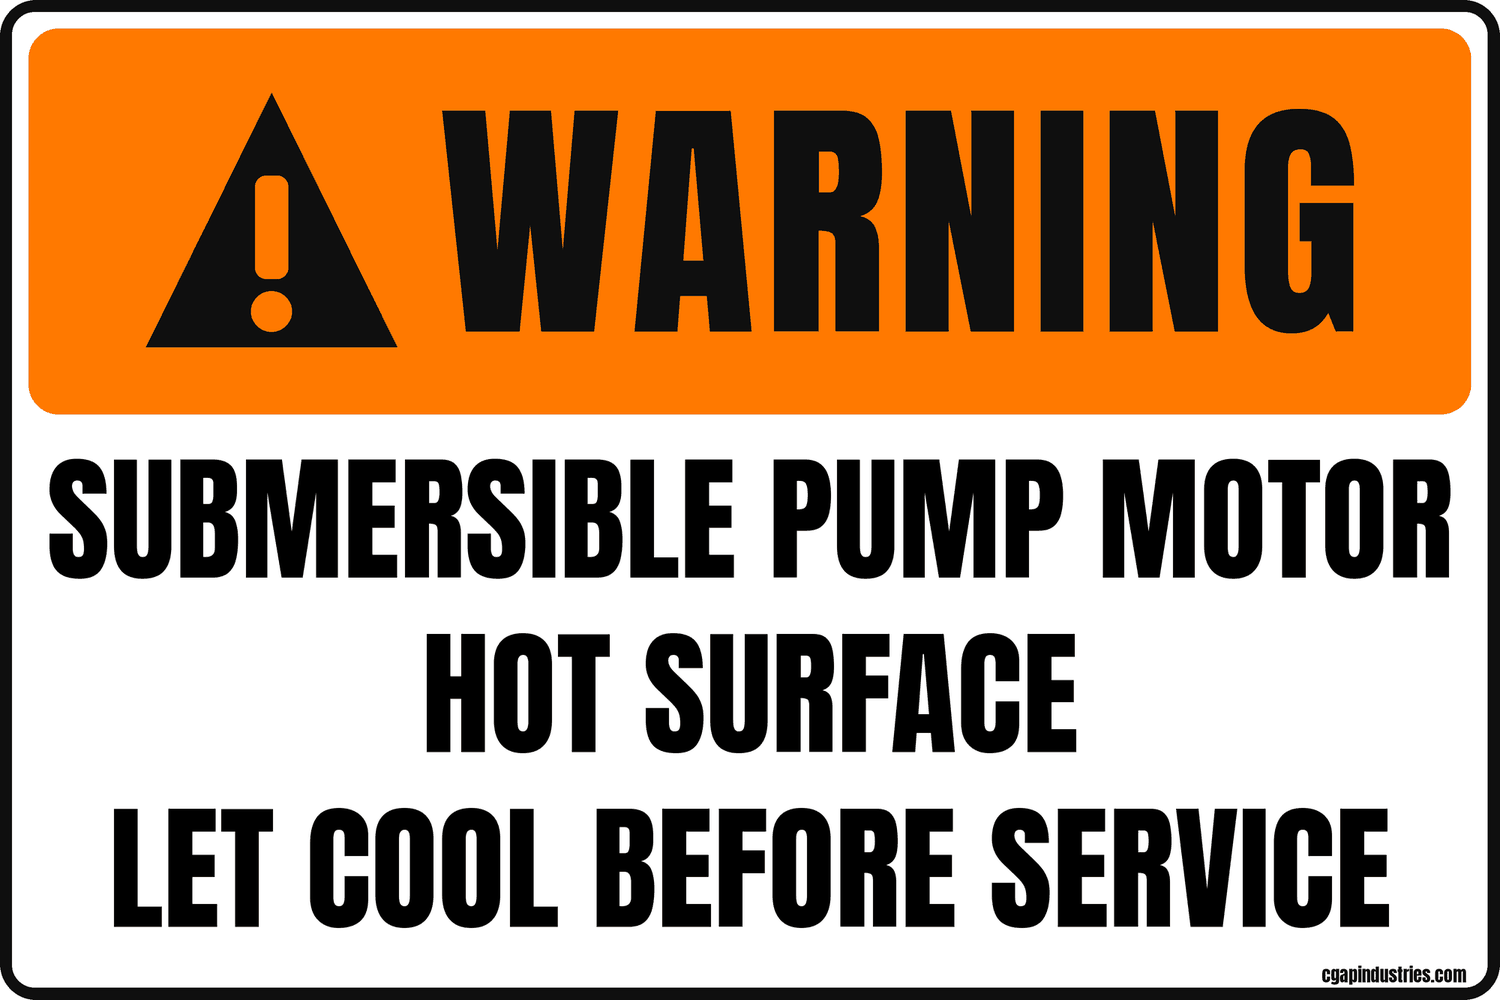 WARNING
SUBMERSIBLE PUMP MOTOR
HOT SURFACE
LET COOL BEFORE SERVICE
cgapindustries.com